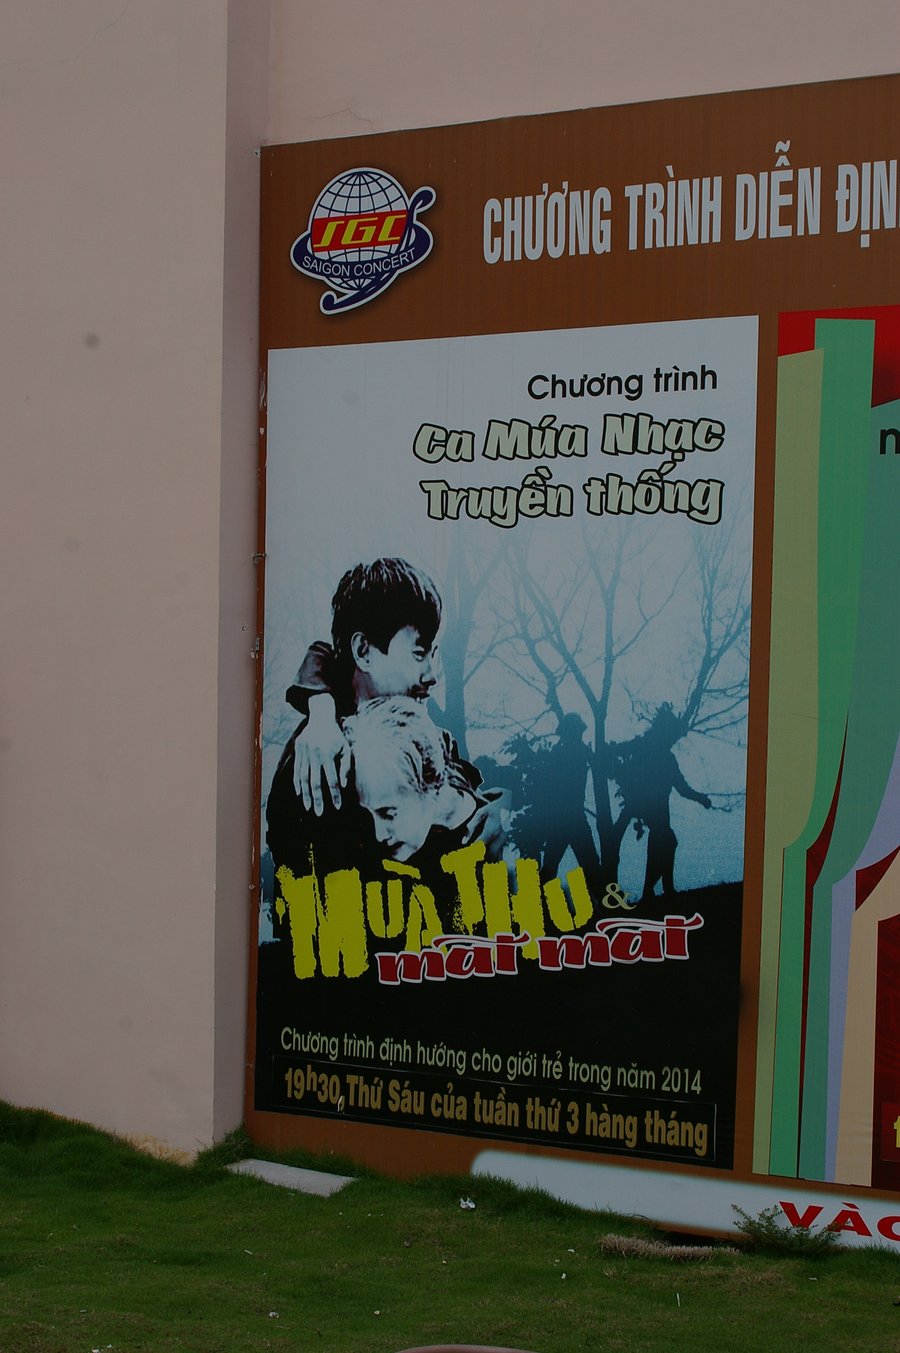 SGC
SAIGON CONCERT
CHƯƠNG TRÌNH DIỄN ĐỊN
Chương trình
Ca Múa Nhạc
Truyền thống
MÙA THU &
mãi mãi
Chương trình định hướng cho giới trẻ trong năm 2014
19h30, Thứ Sáu của tuần thứ 3 hàng tháng
VÀO